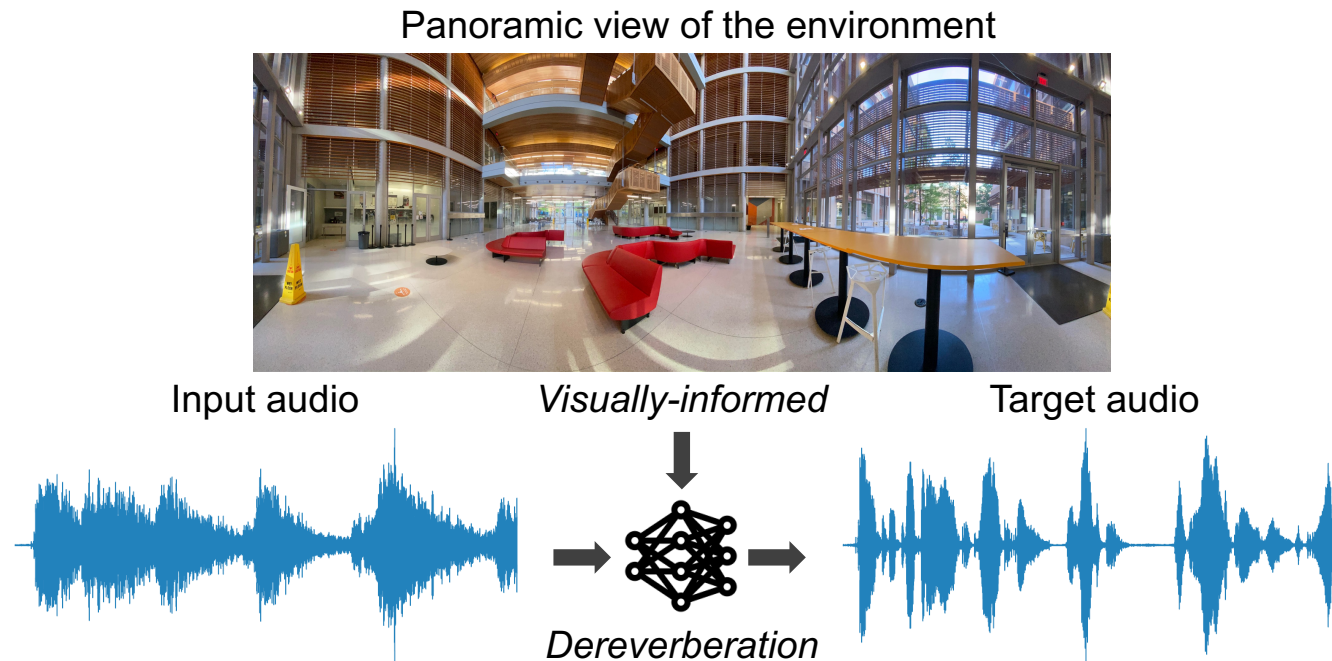 Panoramic view of the environment
Input audio
Visually-informed
Target audio
Dereverberation